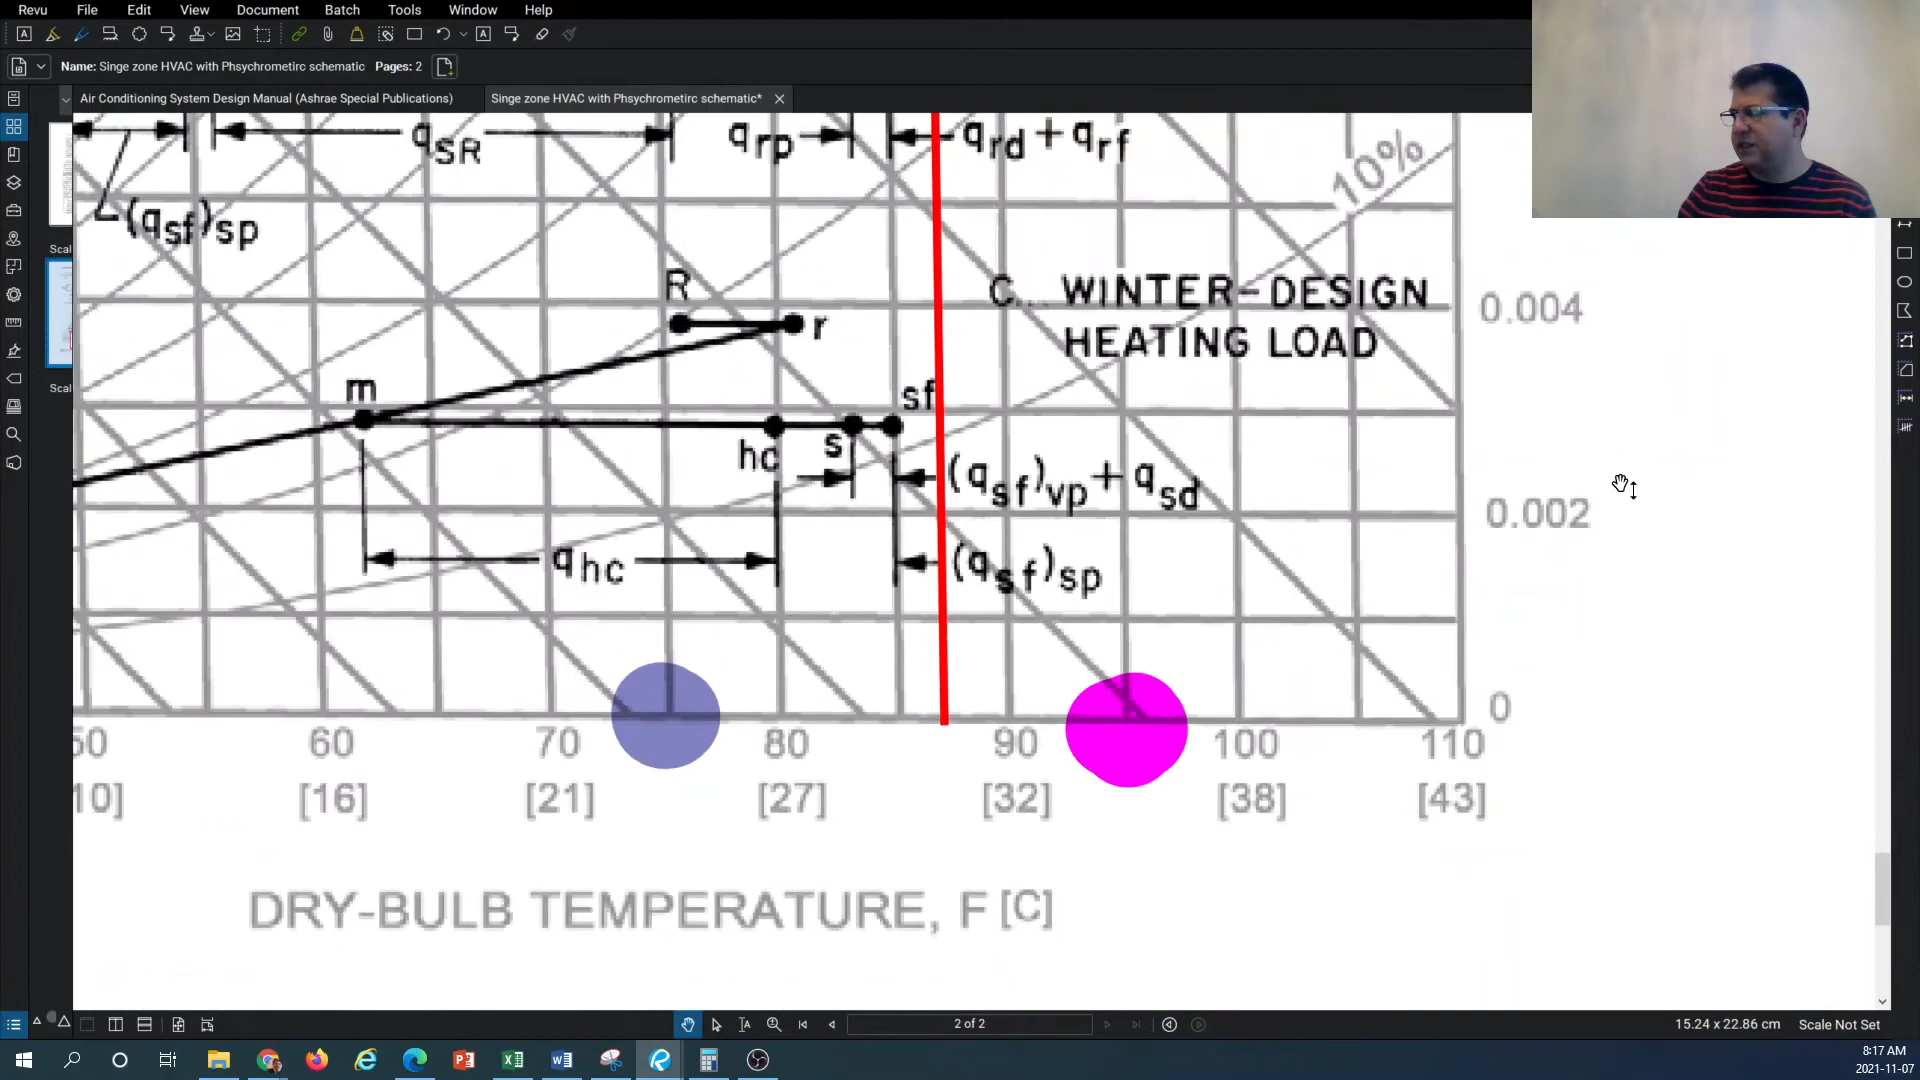 Revu File Edit View Document Batch Tools Window Help
Name: Singe zone HVAC with Phsychrometirc schematic Pages: 2
Air Conditioning System Design Manual (Ashrae Special Publications) Singe zone HVAC with Phsychrometirc schematic*
qSR qrp qrd + qrf
10%
(qsf)sp
Scal
R
C. WINTER-DESIGN
0.004
r
HEATING LOAD
m
Scal
sf
hc s
(qsf)vp + qsd
0.002
qhc (qsf)sp
0
50 60 70 80 90 100 110
10] [16] [21] [27] [32] [38] [43]
DRY-BULB TEMPERATURE, F [C]
2 of 2
15.24 x 22.86 cm Scale Not Set
8:17 AM
2021-11-07